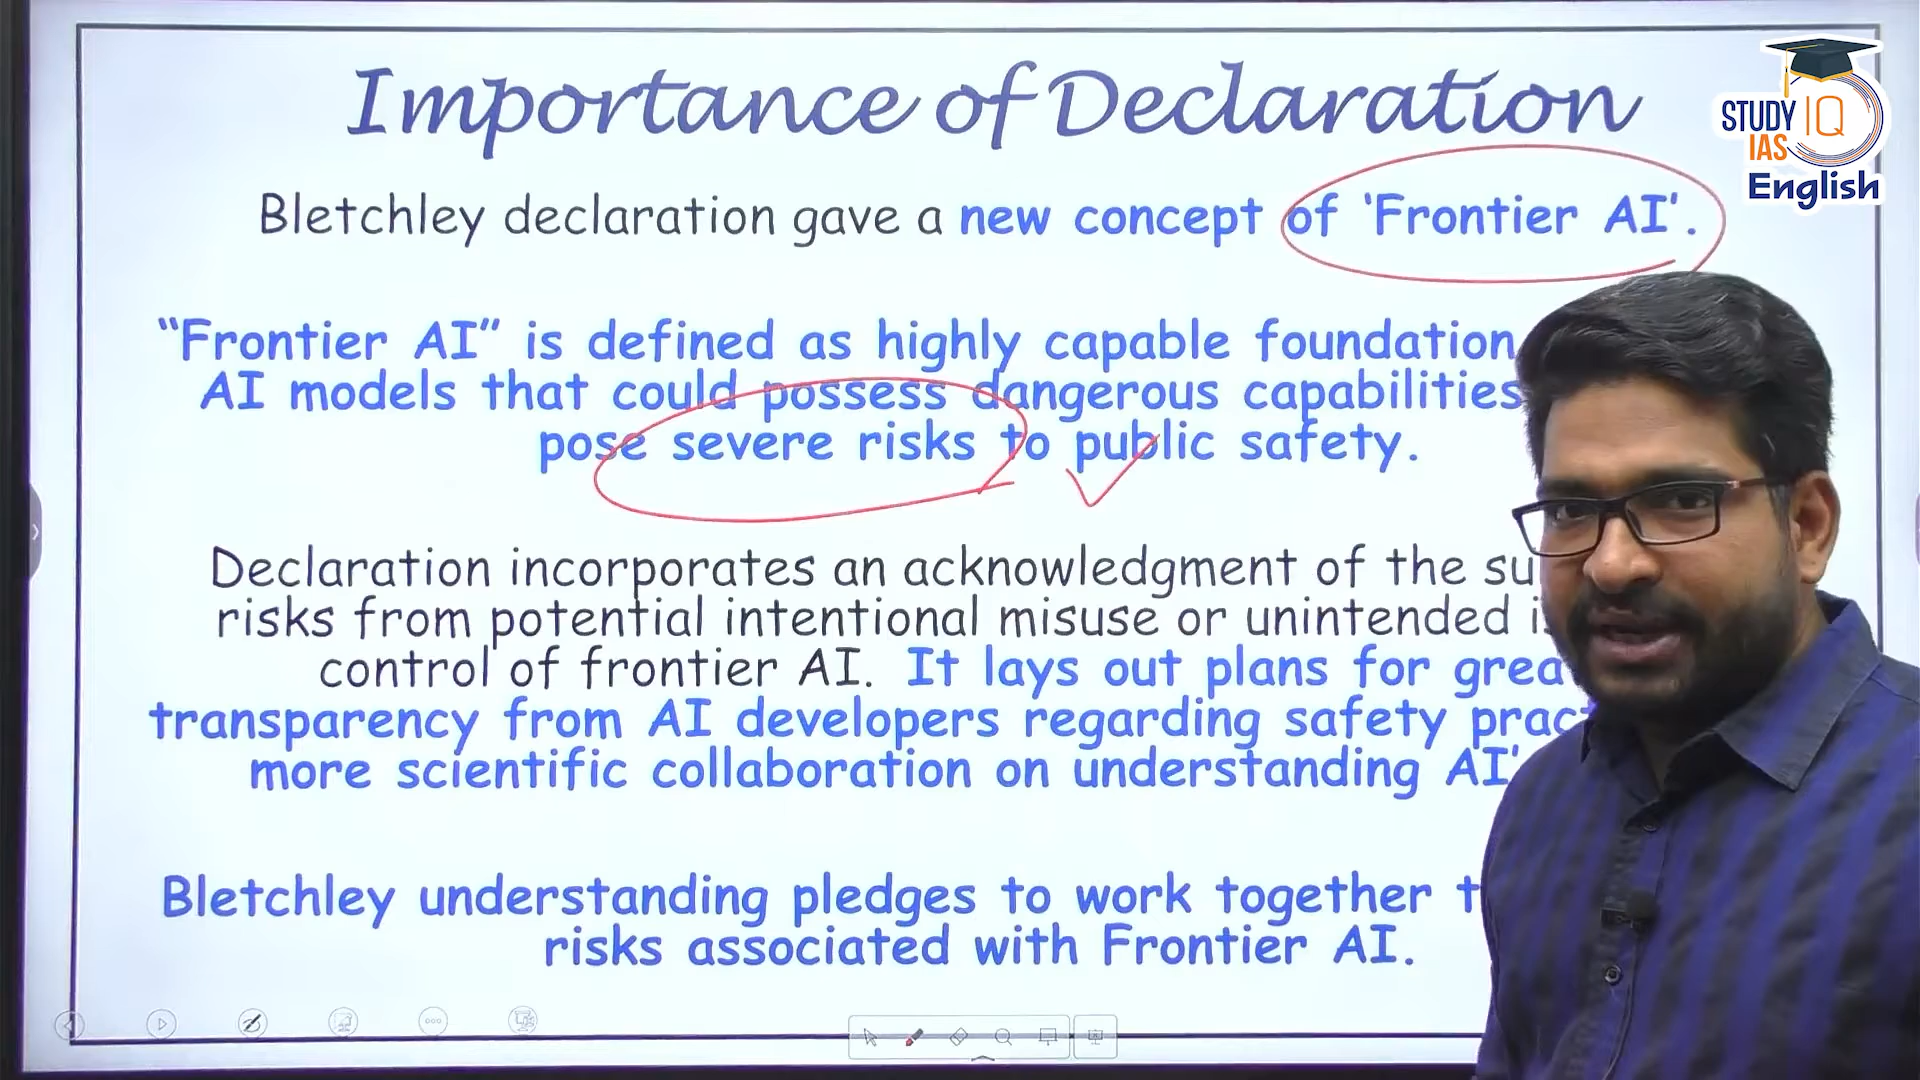 Importance of Declaration
STUDY IQ
IAS
English
Bletchley declaration gave a new concept of ‘Frontier AI’.
“Frontier AI” is defined as highly capable foundation
AI models that could possess dangerous capabilities
pose severe risks to public safety.
Declaration incorporates an acknowledgment of the
risks from potential intentional misuse or unintended
control of frontier AI. It lays out plans for
transparency from AI developers regarding safety
more scientific collaboration on understanding
Bletchley understanding pledges to work together
risks associated with Frontier AI.